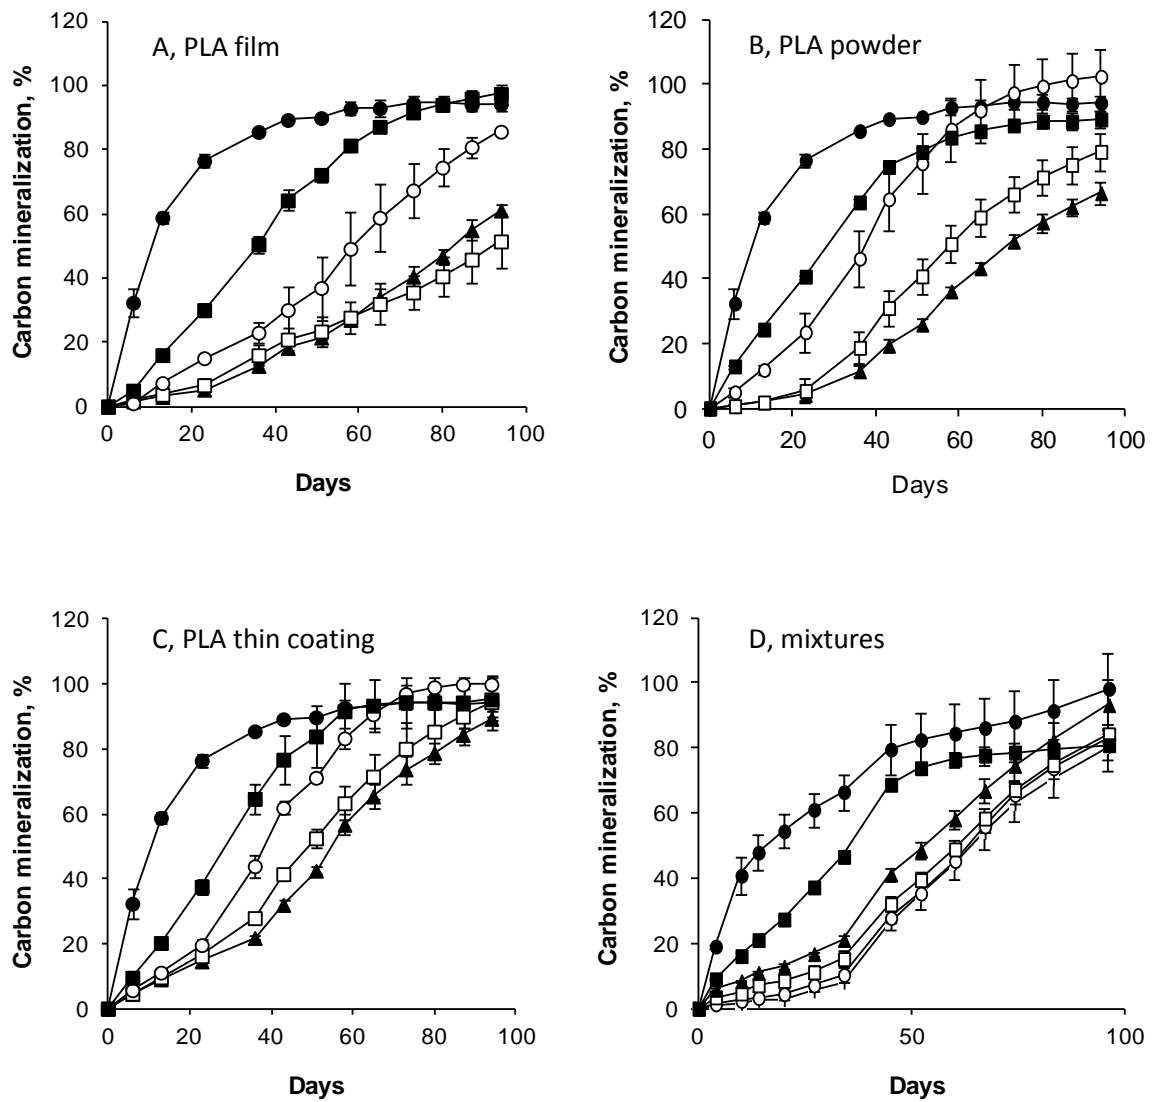 A, PLA film
Carbon mineralization, %
120
100
80
60
40
20
0
0 20 40 60 80 100
Days
B, PLA powder
Carbon mineralization, %
120
100
80
60
40
20
0
0 20 40 60 80 100
Days
C, PLA thin coating
Carbon mineralization, %
120
100
80
60
40
20
0
0 20 40 60 80 100
Days
D, mixtures
Carbon mineralization, %
120
100
80
60
40
20
0
0 50 100
Days